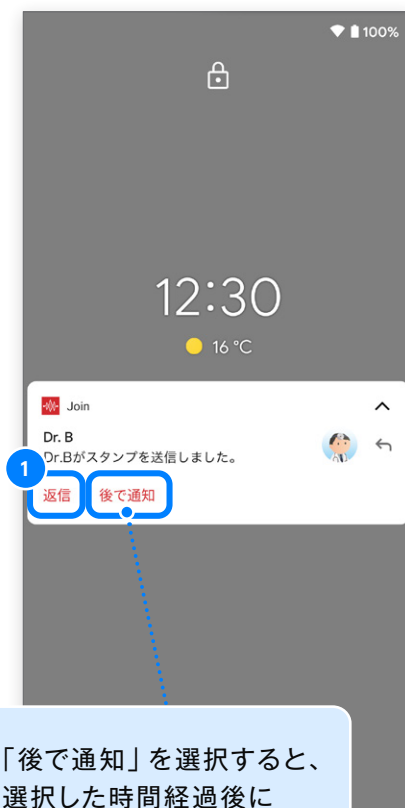 100%
12:30
16 °C
Join
Dr. B
Dr.Bがスタンプを送信しました。
1
返信 後で通知
「後で通知」を選択すると、
選択した時間経過後に